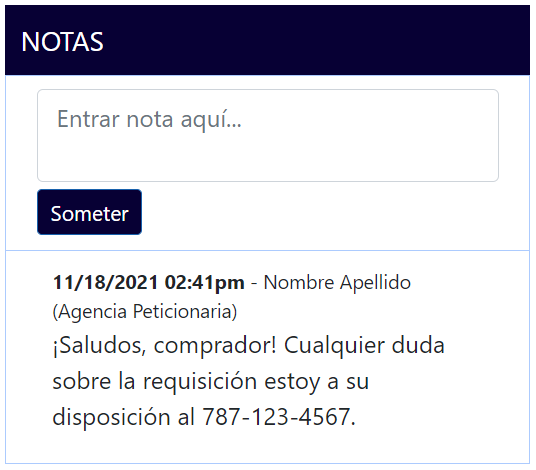 NOTAS
Entrar nota aquí...
Someter
11/18/2021 02:41pm - Nombre Apellido
(Agencia Peticionaria)
¡Saludos, comprador! Cualquier duda
sobre la requisición estoy a su
disposición al 787-123-4567.